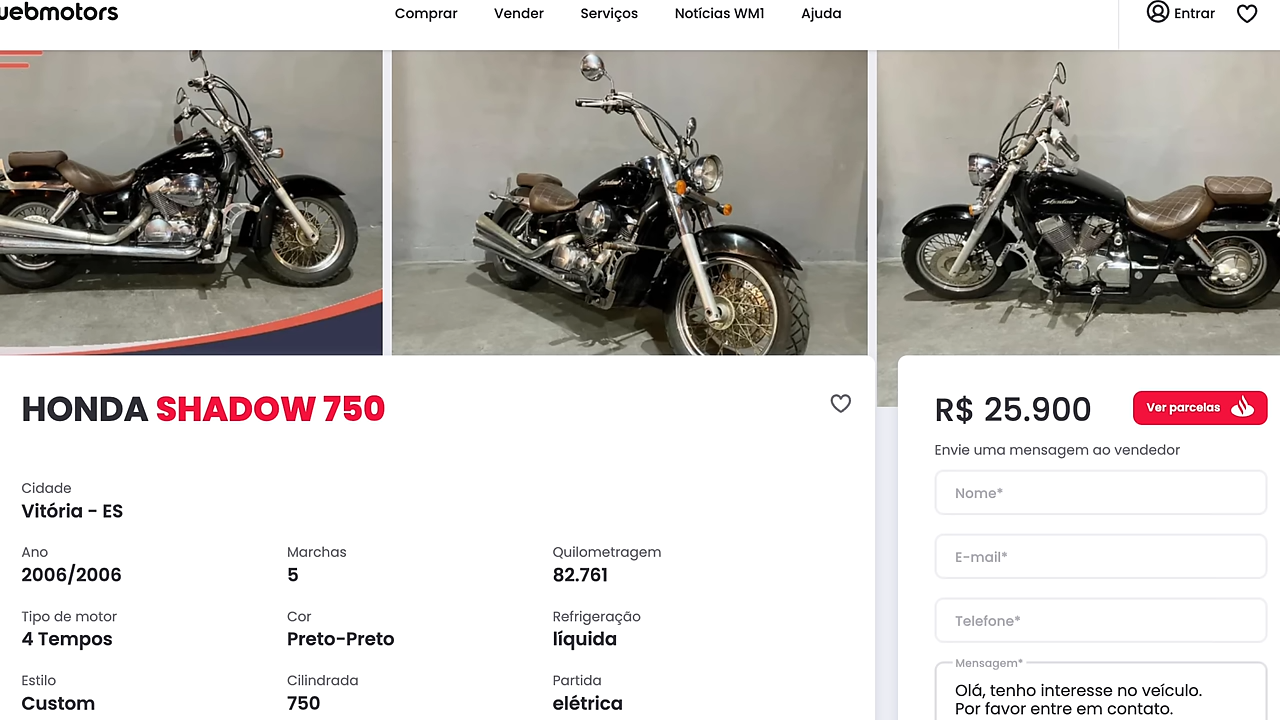 webmotors
Comprar Vender Serviços Notícias WM1 Ajuda Entrar
Shadow
HONDA SHADOW 750
Cidade
Vitória - ES
Ano Marchas Quilometragem
2006/2006 5 82.761
Tipo de motor Cor Refrigeração
4 Tempos Preto-Preto líquida
Estilo Cilindrada Partida
Custom 750 elétrica
R$ 25.900 Ver parcelas
Envie uma mensagem ao vendedor
Nome*
E-mail*
Telefone*
Mensagem*
Olá, tenho interesse no veículo.
Por favor entre em contato.